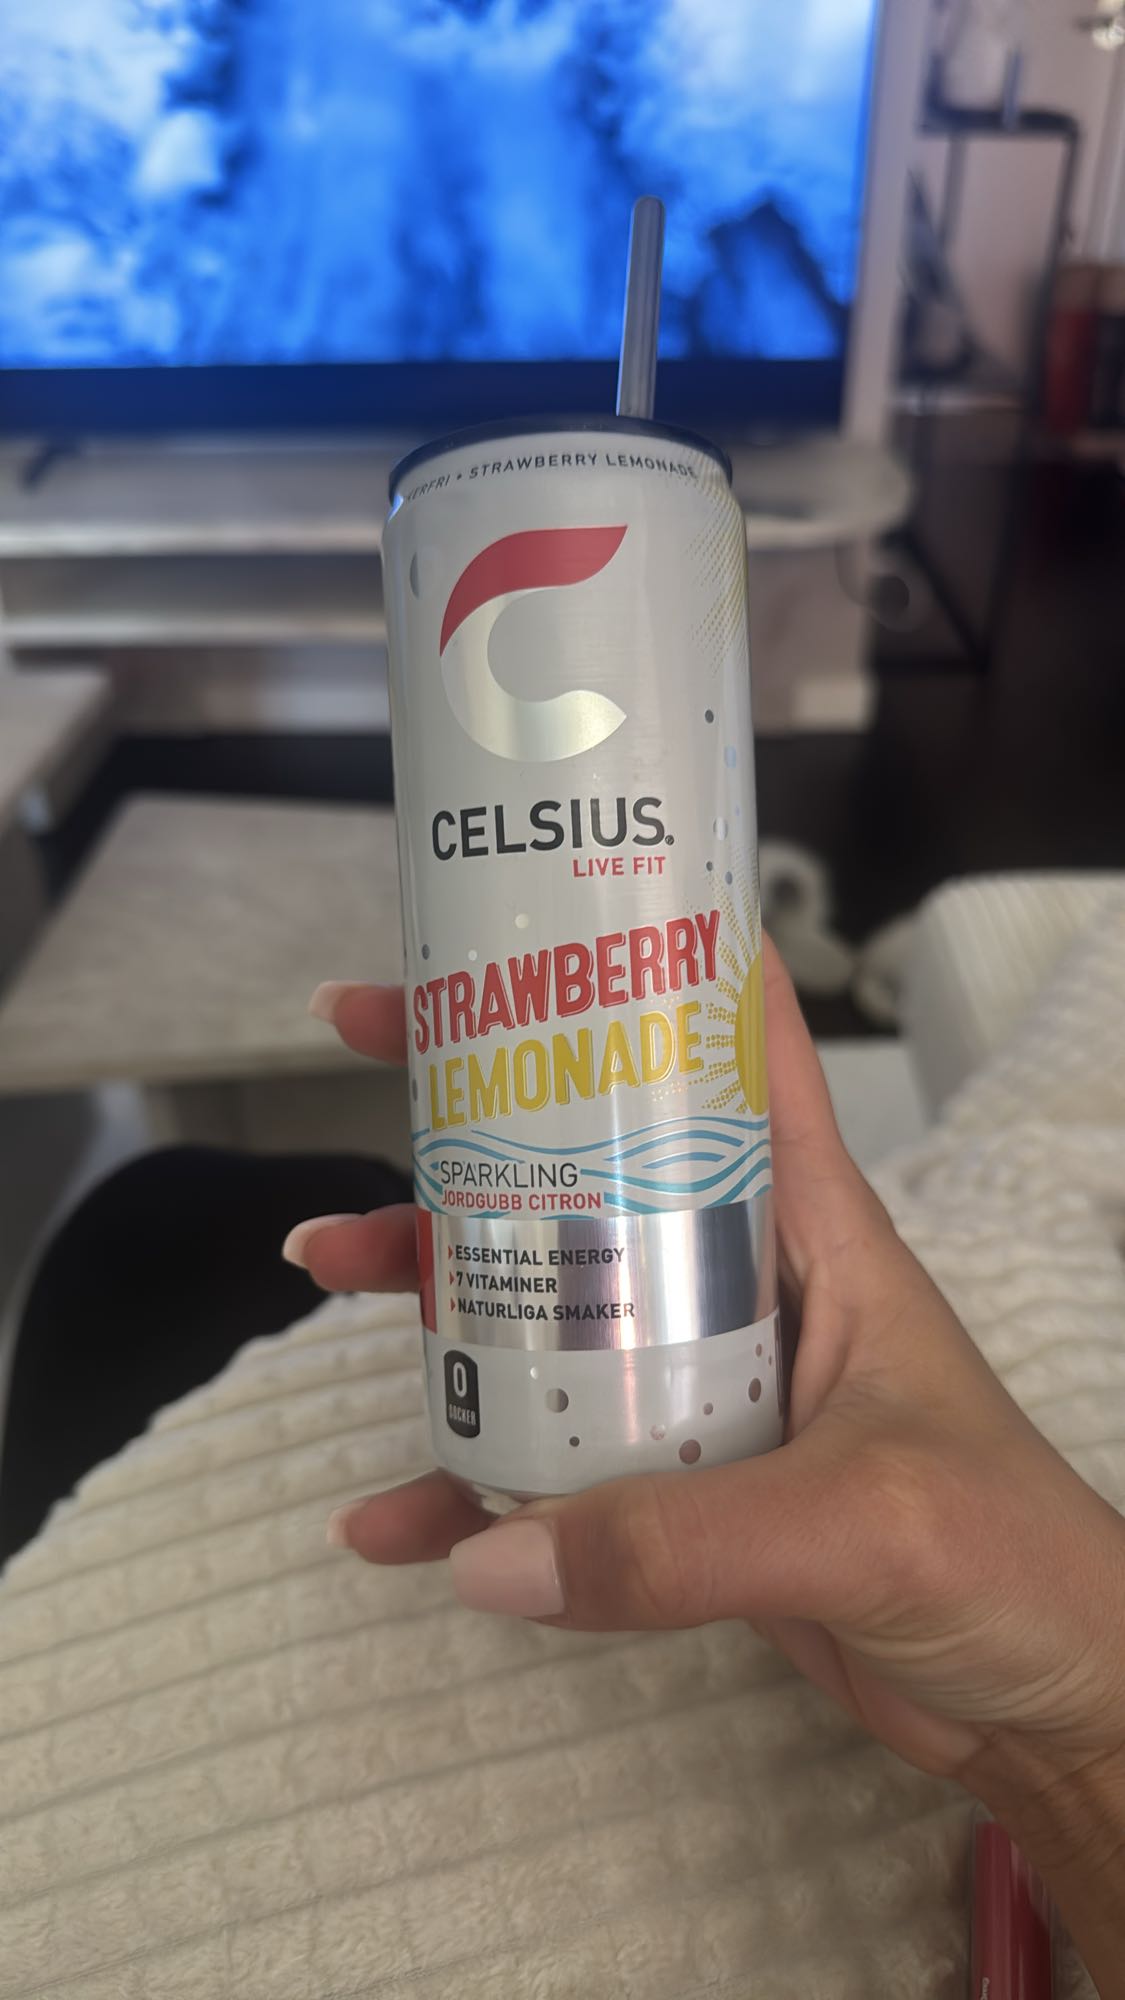 • STRAWBERRY LEMONADE
CELSIUS®
LIVE FIT
STRAWBERRY
LEMONADE
SPARKLING
JORDGUBB CITRON
ESSENTIAL ENERGY
7 VITAMINER
NATURLIGA SMAKER
0
SOCKER